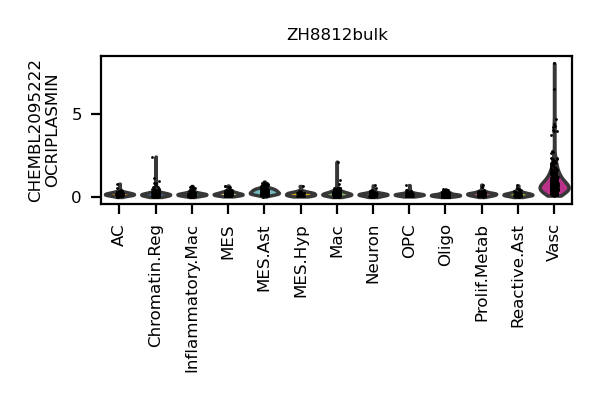 ZH8812bulk
CHEMBL2095222
OCRIPLASMIN
5
0
AC
Chromatin.Reg
Inflammatory.Mac
MES
MES.Ast
MES.Hyp
Mac
Neuron
OPC
Oligo
Prolif.Metab
Reactive.Ast
Vasc